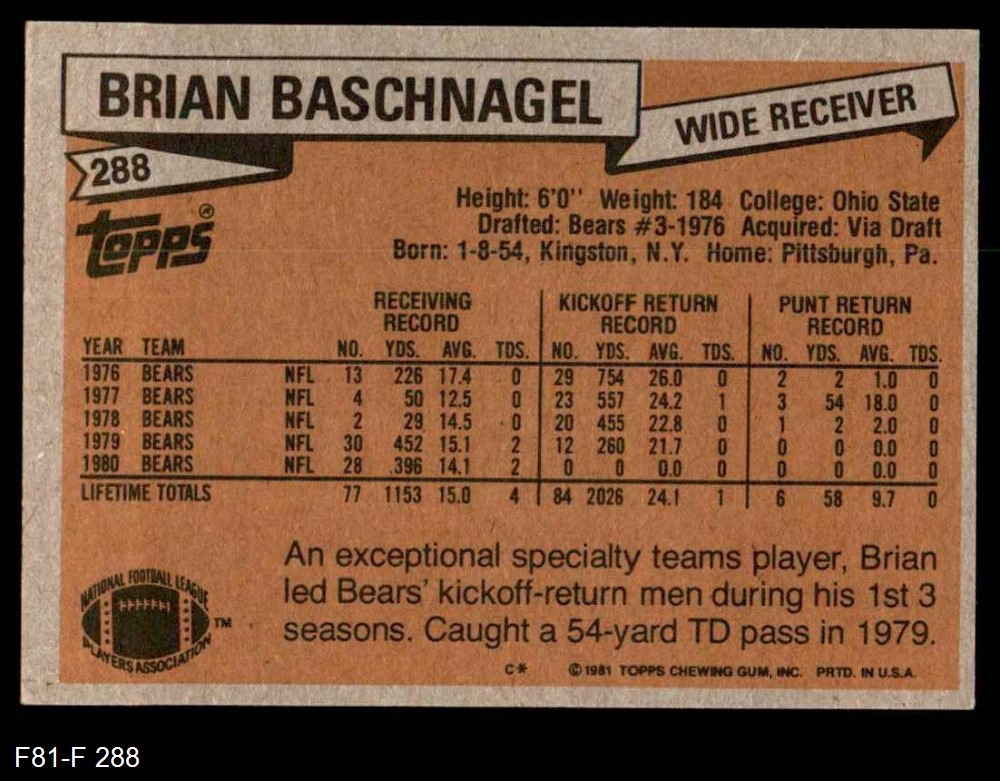 BRIAN BASCHNAGEL
WIDE RECEIVER
288
Topps®
Height: 6'0'' Weight: 184 College: Ohio State
Drafted: Bears #3-1976 Acquired: Via Draft
Born: 1-8-54, Kingston, N.Y. Home: Pittsburgh, Pa.
RECEIVING RECORD KICKOFF RETURN RECORD PUNT RETURN RECORD
YEAR TEAM NO. YDS. AVG. TDS. NO. YDS. AVG. TDS. NO. YDS. AVG. TDS.
1976 BEARS NFL 13 226 17.4 0 29 754 26.0 0 2 2 1.0 0
1977 BEARS NFL 4 50 12.5 0 23 557 24.2 1 3 54 18.0 0
1978 BEARS NFL 2 29 14.5 0 20 455 22.8 0 1 2 2.0 0
1979 BEARS NFL 30 452 15.1 2 12 260 21.7 0 0 0 0.0 0
1980 BEARS NFL 28 396 14.1 2 0 0 0.0 0 0 0 0.0 0
LIFETIME TOTALS 77 1153 15.0 4 84 2026 24.1 1 6 58 9.7 0
An exceptional specialty teams player, Brian
led Bears' kickoff-return men during his 1st 3
seasons. Caught a 54-yard TD pass in 1979.
NATIONAL FOOTBALL LEAGUE
PLAYERS ASSOCIATION
TM
C* © 1981 TOPPS CHEWING GUM, INC. PRTD. IN U.S.A.
F81-F 288